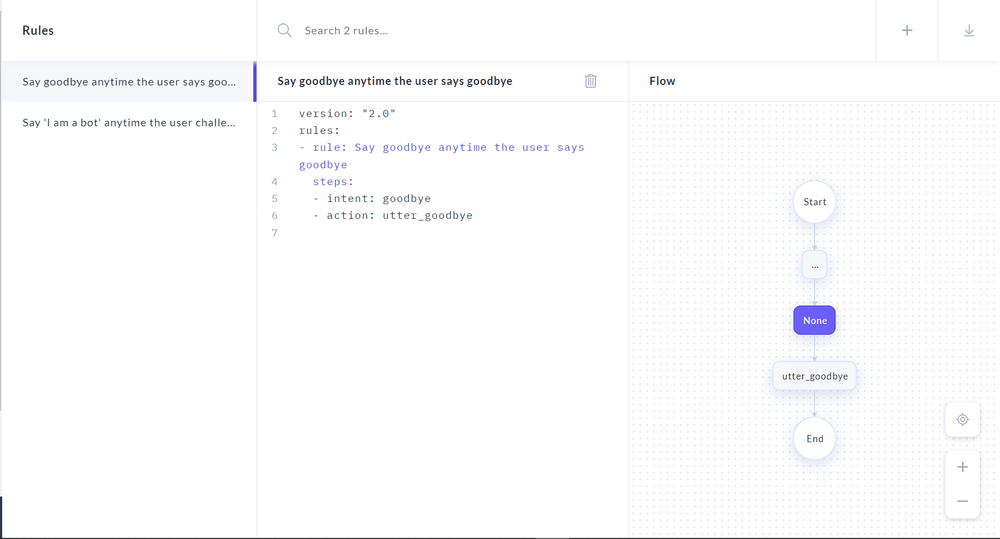 Rules
Search 2 rules...
Say goodbye anytime the user says goo...
Say 'I am a bot' anytime the user challe...
Say goodbye anytime the user says goodbye
1 version: "2.0"
2 rules:
3 - rule: Say goodbye anytime the user says
goodbye
4 steps:
5 - intent: goodbye
6 - action: utter_goodbye
7
Flow
Start
...
None
utter_goodbye
End